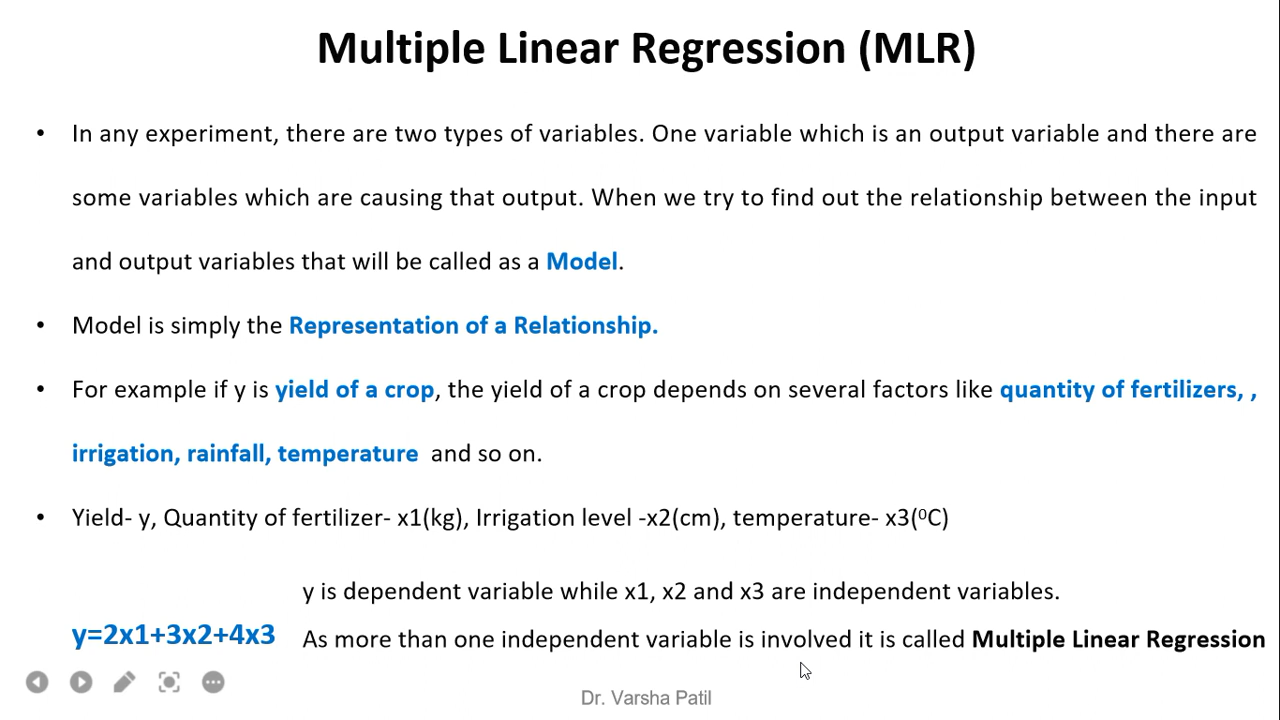 Multiple Linear Regression (MLR)
• In any experiment, there are two types of variables. One variable which is an output variable and there are
some variables which are causing that output. When we try to find out the relationship between the input
and output variables that will be called as a Model.
• Model is simply the Representation of a Relationship.
• For example if y is yield of a crop, the yield of a crop depends on several factors like quantity of fertilizers, ,
irrigation, rainfall, temperature and so on.
• Yield- y, Quantity of fertilizer- x1(kg), Irrigation level -x2(cm), temperature- x3(⁰C)
y is dependent variable while x1, x2 and x3 are independent variables.
y=2x1+3x2+4x3 As more than one independent variable is involved it is called Multiple Linear Regression
Dr. Varsha Patil